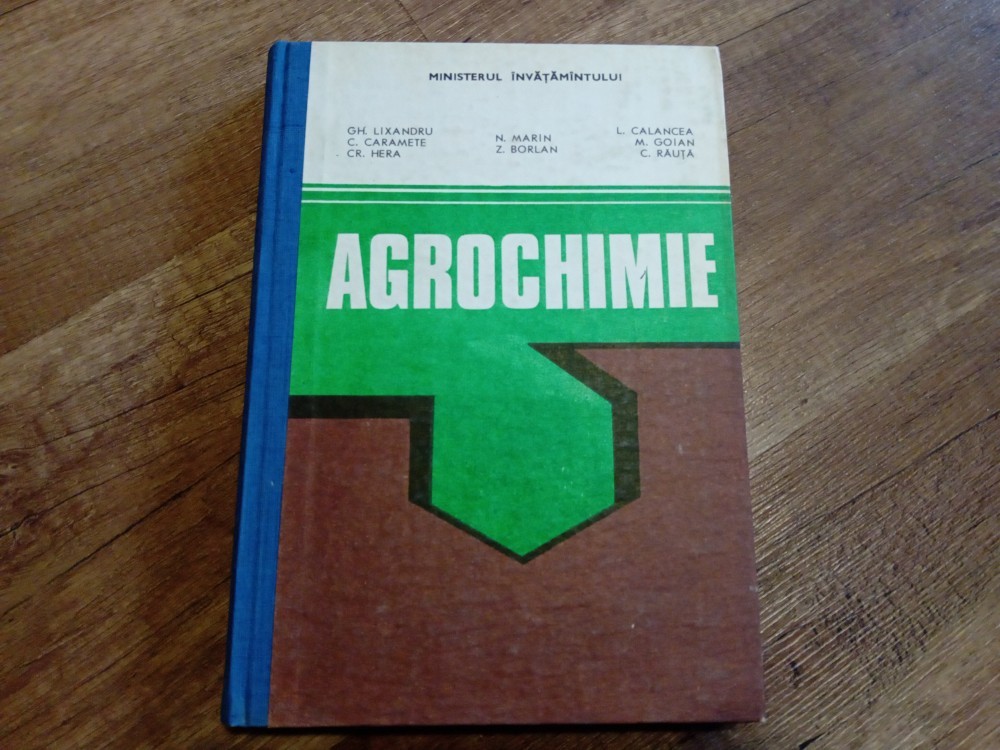 MINISTERUL ÎNVĂȚĂMÎNTULUI
GH. LIXANDRU
C. CARAMETE
CR. HERA
N. MARIN
Z. BORLAN
L. CALANCEA
M. GOIAN
C. RĂUȚĂ
AGROCHIMIE